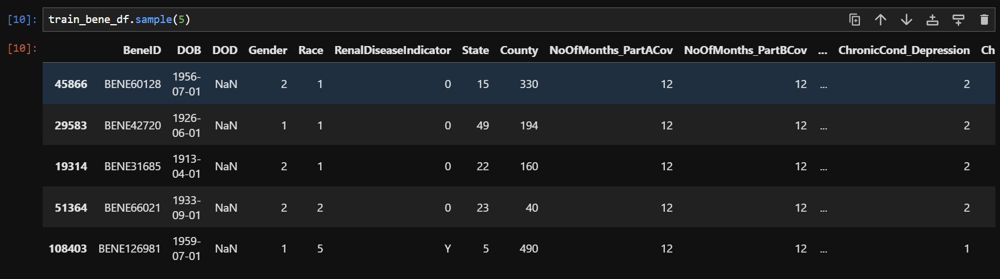 [10]: train_bene_df.sample(5)
[10]: BeneID DOB DOD Gender Race RenalDiseaseIndicator State County NoOfMonths_PartACov NoOfMonths_PartBCov ... ChronicCond_Depression Ch
45866 BENE60128 1956-07-01 NaN 2 1 0 15 330 12 12 ... 2
29583 BENE42720 1926-06-01 NaN 1 1 0 49 194 12 12 ... 2
19314 BENE31685 1913-04-01 NaN 2 1 0 22 160 12 12 ... 2
51364 BENE66021 1933-09-01 NaN 2 2 0 23 40 12 12 ... 2
108403 BENE126981 1959-07-01 NaN 1 5 Y 5 490 12 12 ... 1